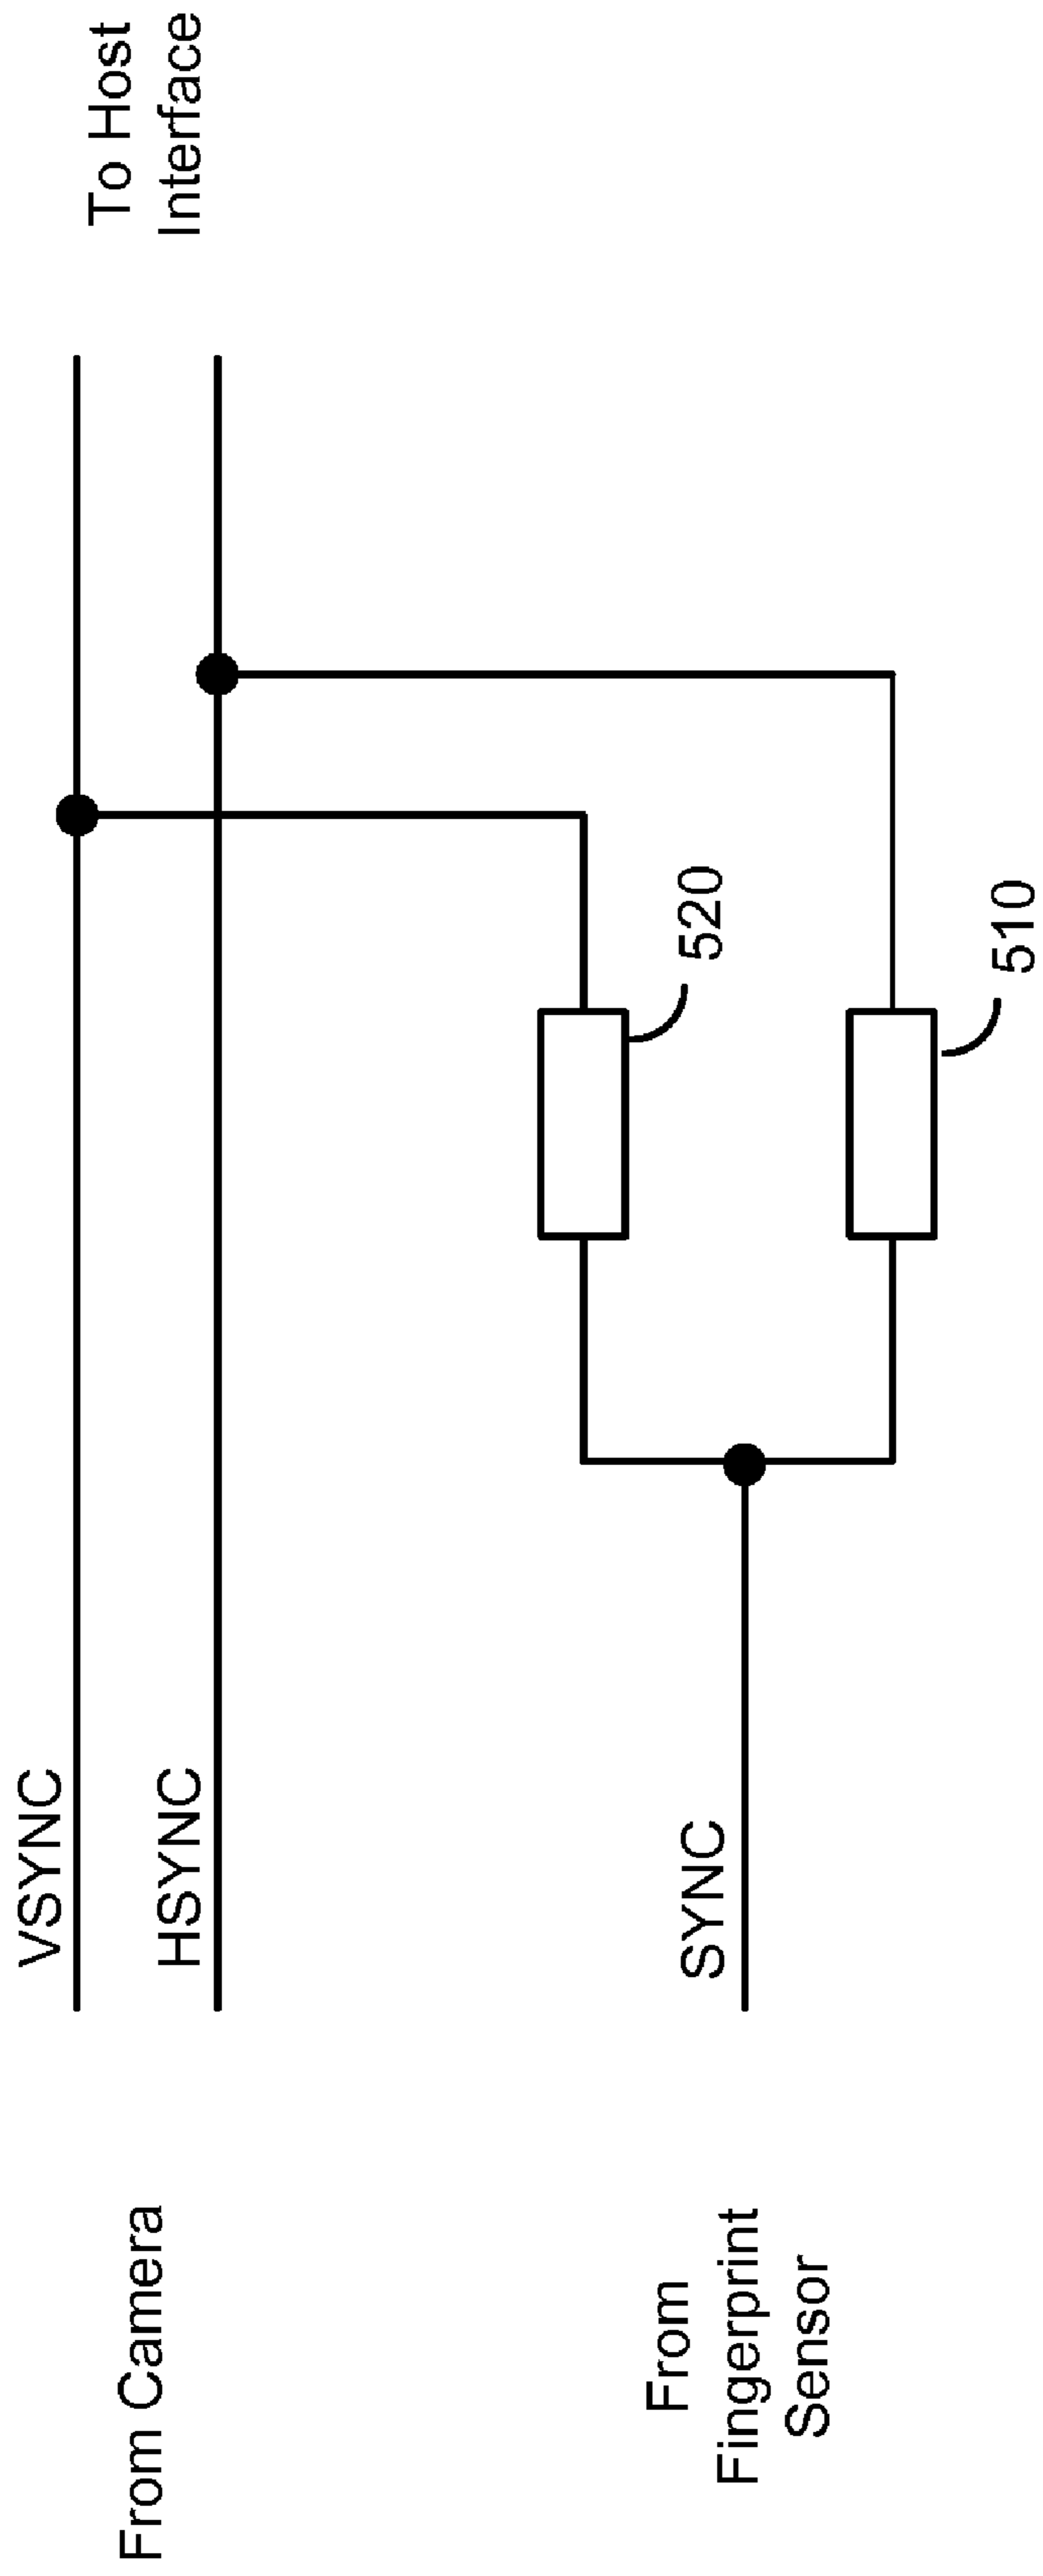 VSYNC
HSYNC
From Camera
To Host
Interface
520
510
SYNC
From
Fingerprint
Sensor